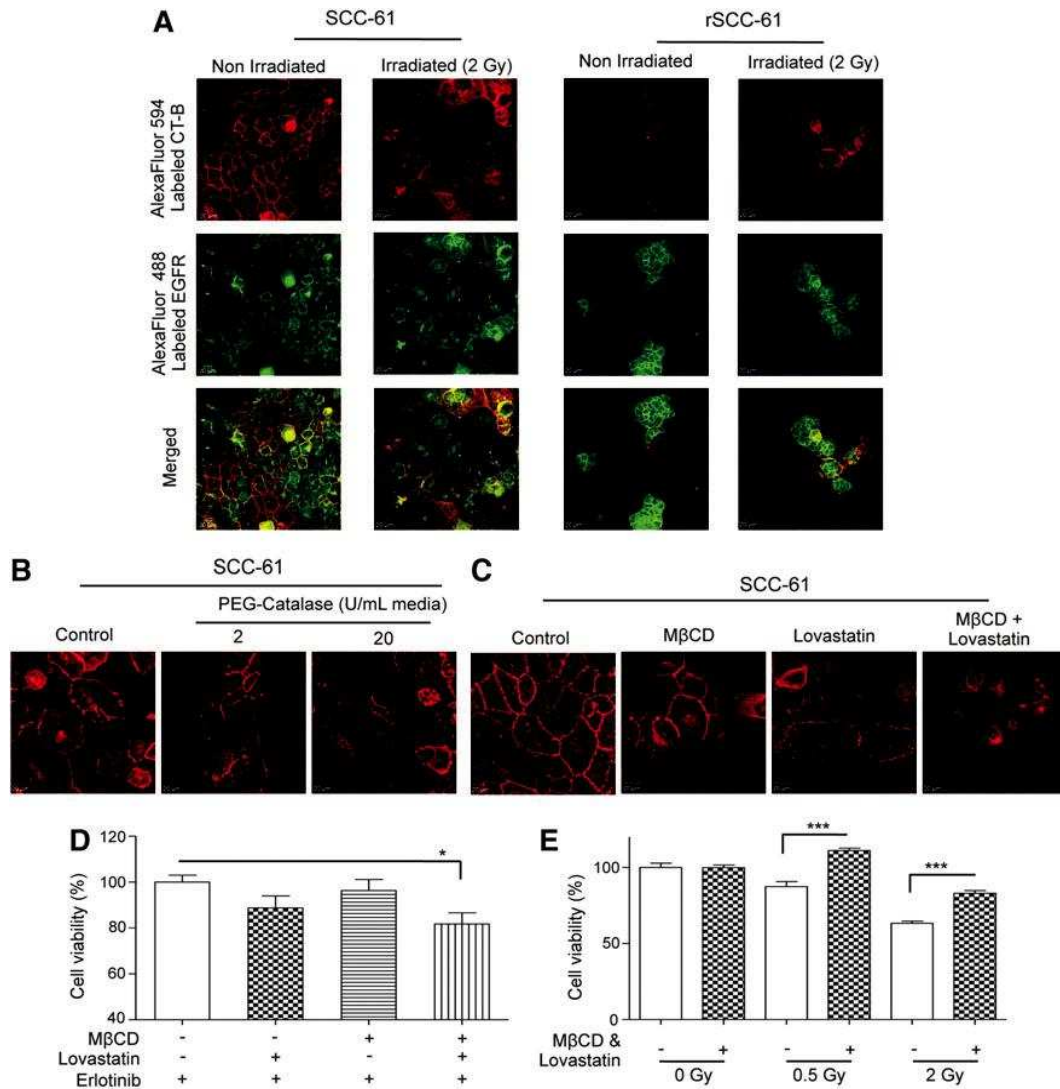 A
SCC-61
rSCC-61
Non Irradiated
Irradiated (2 Gy)
Non Irradiated
Irradiated (2 Gy)
AlexaFluor 594
Labeled CT-B
AlexaFluor 488
Labeled EGFR
Merged
B
SCC-61
PEG-Catalase (U/mL media)
Control
2
20
C
SCC-61
Control
MβCD
Lovastatin
MβCD +
Lovastatin
D
Cell viability (%)
120
100
80
60
40
*
MβCD - - + +
Lovastatin - + - +
Erlotinib + + + +
E
Cell viability (%)
100
50
0
***
***
MβCD &
Lovastatin
- + - + - +
0 Gy 0.5 Gy 2 Gy